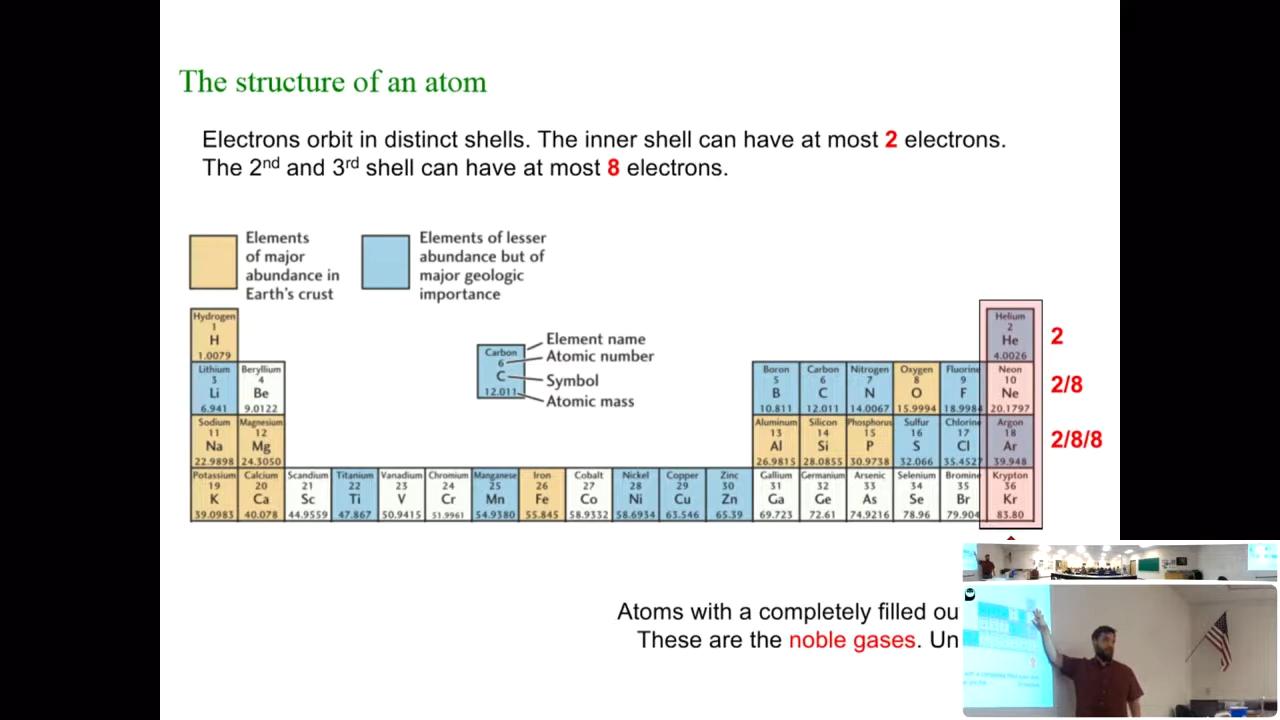 The structure of an atom
Electrons orbit in distinct shells. The inner shell can have at most 2 electrons.
The 2nd and 3rd shell can have at most 8 electrons.
Elements
of major
abundance in
Earth's crust
Elements of lesser
abundance but of
major geologic
importance
Carbon
6
C
12.011
Element name
Atomic number
Symbol
Atomic mass
Hydrogen Helium
1 2
H He 2
1.0079 4.0026
Lithium Beryllium Boron Carbon Nitrogen Oxygen Fluorine Neon
3 4 5 6 7 8 9 10
Li Be B C N O F Ne 2/8
6.941 9.0122 10.811 12.011 14.0067 15.9994 18.9984 20.1797
Sodium Magnesium Aluminum Silicon Phosphorus Sulfur Chlorine Argon
11 12 13 14 15 16 17 18
Na Mg Al Si P S Cl Ar 2/8/8
22.9898 24.3050 26.9815 28.0855 30.9738 32.066 35.4527 39.948
Potassium Calcium Scandium Titanium Vanadium Chromium Manganese Iron Cobalt Nickel Copper Zinc Gallium Germanium Arsenic Selenium Bromine Krypton
19 20 21 22 23 24 25 26 27 28 29 30 31 32 33 34 35 36
K Ca Sc Ti V Cr Mn Fe Co Ni Cu Zn Ga Ge As Se Br Kr
39.0983 40.078 44.9559 47.867 50.9415 51.9961 54.9380 55.845 58.9332 58.6934 63.546 65.39 69.723 72.61 74.9216 78.96 79.904 83.80
Atoms with a completely filled ou
These are the noble gases. Un